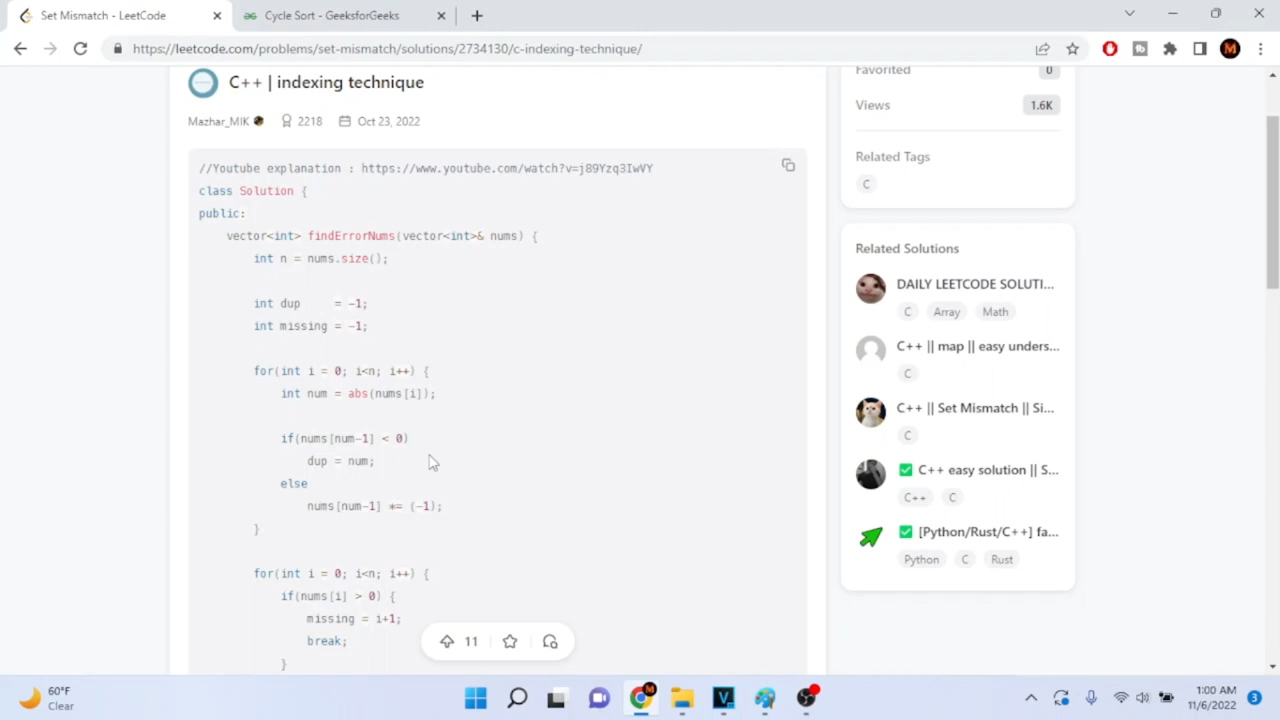 Set Mismatch - LeetCode
Cycle Sort - GeeksforGeeks
https://leetcode.com/problems/set-mismatch/solutions/2734130/c-indexing-technique/
C++ | indexing technique
Mazhar_MIK 2218 Oct 23, 2022
//Youtube explanation : https://www.youtube.com/watch?v=j89Yzq3IwVY
class Solution {
public:
vector<int> findErrorNums(vector<int>& nums) {
int n = nums.size();
int dup = -1;
int missing = -1;
for(int i = 0; i<n; i++) {
int num = abs(nums[i]);
if(nums[num-1] < 0)
dup = num;
else
nums[num-1] *= (-1);
}
for(int i = 0; i<n; i++) {
if(nums[i] > 0) {
missing = i+1;
break;
}
11
Favorited 0
Views 1.6K
Related Tags
C
Related Solutions
DAILY LEETCODE SOLUTI...
C Array Math
C++ || map || easy unders...
C
C++ || Set Mismatch || Si...
C
C++ easy solution || S...
C++ C
[Python/Rust/C++] fa...
Python C Rust
60°F
Clear
1:00 AM
11/6/2022
3